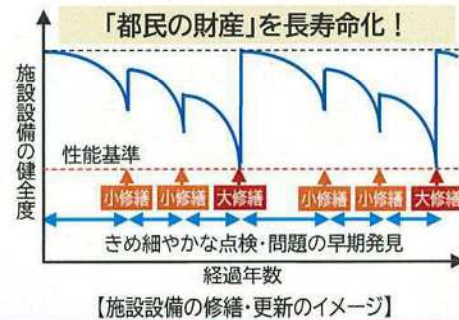 「都民の財産」を長寿命化！
施設設備の健全度
性能基準
小修繕 小修繕 大修繕 小修繕 小修繕 大修繕
きめ細やかな点検・問題の早期発見
経過年数
【施設設備の修繕・更新のイメージ】